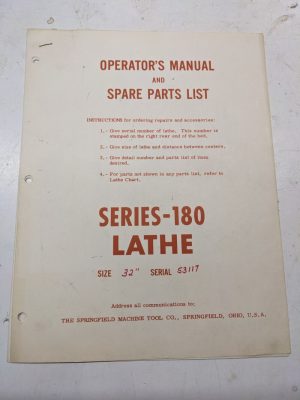 OPERATOR'S MANUAL
AND
SPARE PARTS LIST
INSTRUCTIONS for ordering repairs and accessories:
1.- Give serial number of lathe. This number is
stamped on the right rear end of the bed.
2.- Give size of lathe and distance between centers.
3.- Give detail number and parts list of item
desired.
4.- For parts not shown in any parts list, refer to
Lathe Chart.
SERIES-180
LATHE
SIZE 32" SERIAL 53117
Address all communications to:
THE SPRINGFIELD MACHINE TOOL CO., SPRINGFIELD, OHIO, U.S.A.